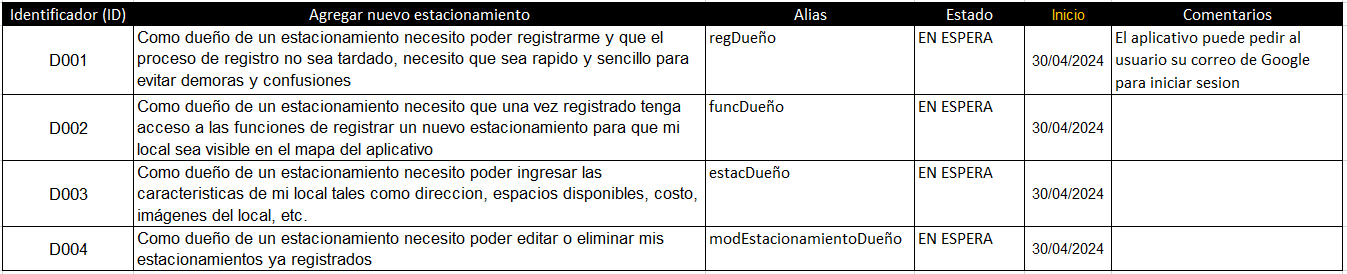 Identificador (ID) Agregar nuevo estacionamiento Alias Estado Inicio Comentarios
D001 Como dueño de un estacionamiento necesito poder registrarme y que el regDueño EN ESPERA 30/04/2024 El aplicativo puede pedir al
proceso de registro no sea tardado, necesito que sea rapido y sencillo para usuario su correo de Google
evitar demoras y confusiones para iniciar sesion
D002 Como dueño de un estacionamiento necesito que una vez registrado tenga funcDueño EN ESPERA 30/04/2024
acceso a las funciones de registrar un nuevo estacionamiento para que mi
local sea visible en el mapa del aplicativo
D003 Como dueño de un estacionamiento necesito poder ingresar las estacDueño EN ESPERA 30/04/2024
caracteristicas de mi local tales como direccion, espacios disponibles, costo,
imágenes del local, etc.
D004 Como dueño de un estacionamiento necesito poder editar o eliminar mis modEstacionamientoDueño EN ESPERA 30/04/2024
estacionamientos ya registrados